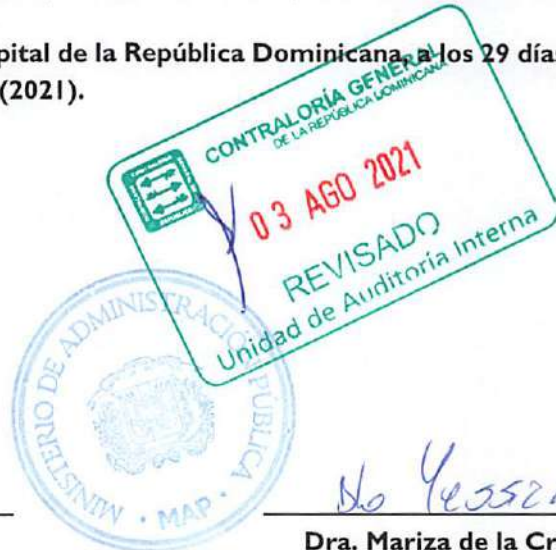 pital de la República Dominicana, a los 29 días
(2021).
CONTRALORÍA GENERAL
DE LA REPÚBLICA DOMINICANA
03 AGO 2021
REVISADO
Unidad de Auditoría Interna
MINISTERIO DE ADMINISTRACIÓN PÚBLICA
· MAP ·
Dra. Mariza de la Cr